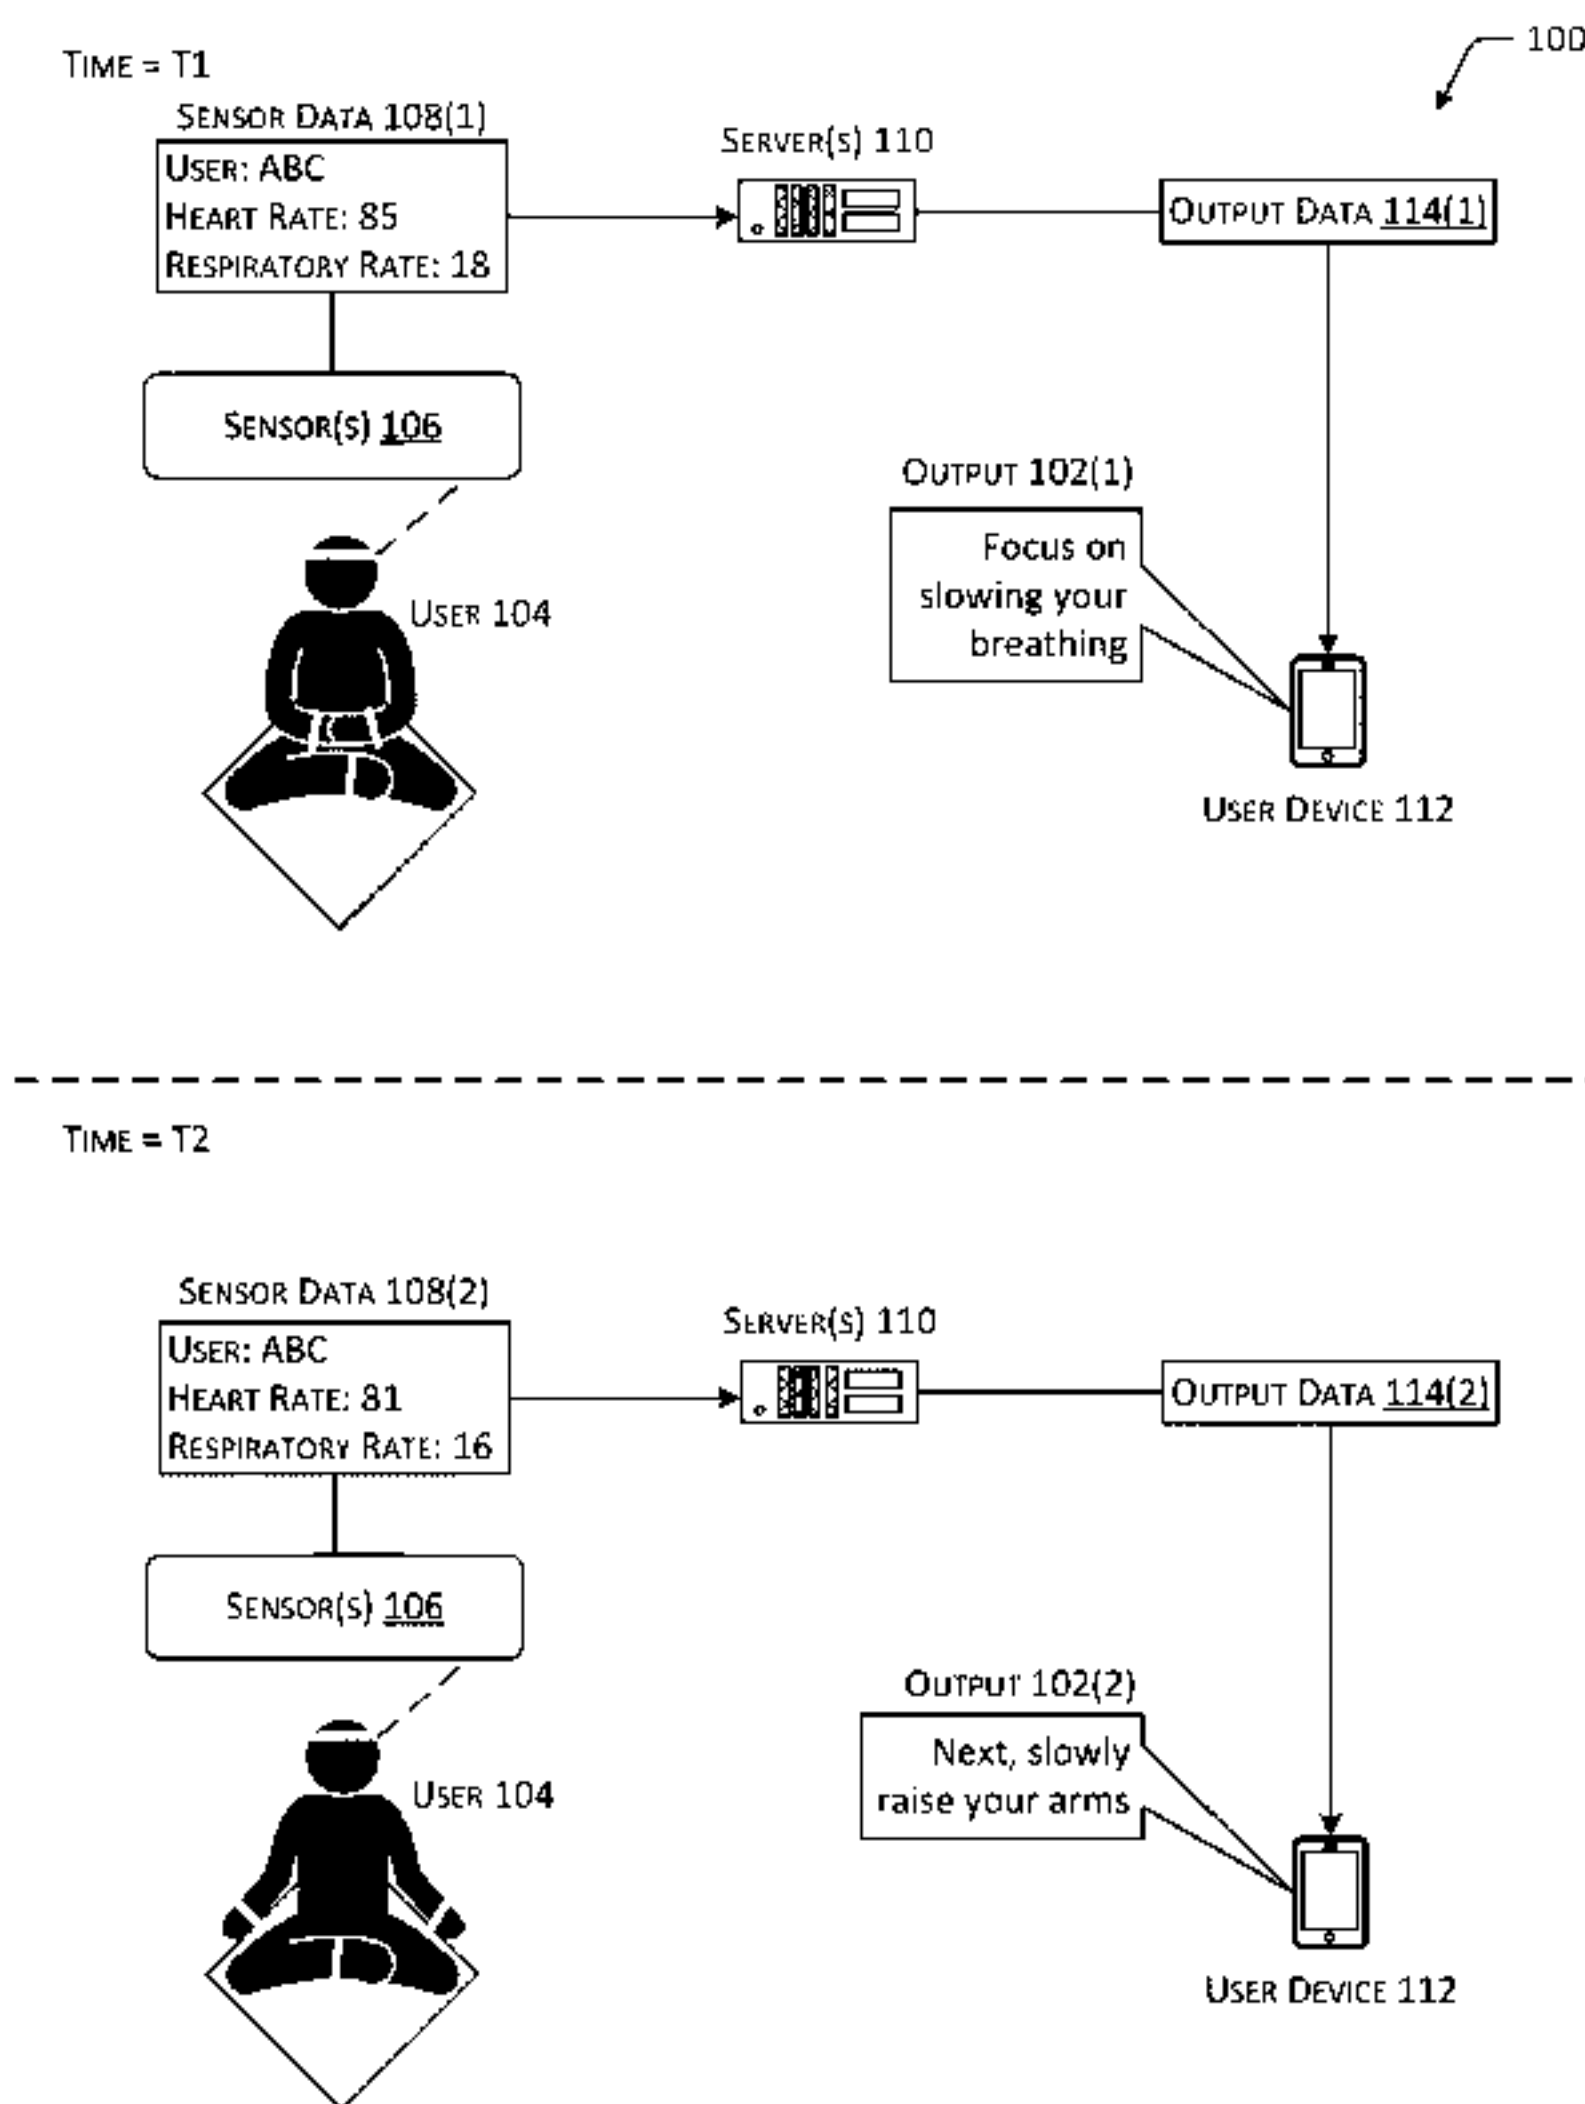 100
TIME = T1
SENSOR DATA 108(1)
USER: ABC
HEART RATE: 85
RESPIRATORY RATE: 18
SERVER(S) 110
OUTPUT DATA 114(1)
SENSOR(S) 106
OUTPUT 102(1)
Focus on
slowing your
breathing
USER 104
USER DEVICE 112
TIME = T2
SENSOR DATA 108(2)
USER: ABC
HEART RATE: 81
RESPIRATORY RATE: 16
SERVER(S) 110
OUTPUT DATA 114(2)
SENSOR(S) 106
OUTPUT 102(2)
Next, slowly
raise your arms
USER 104
USER DEVICE 112